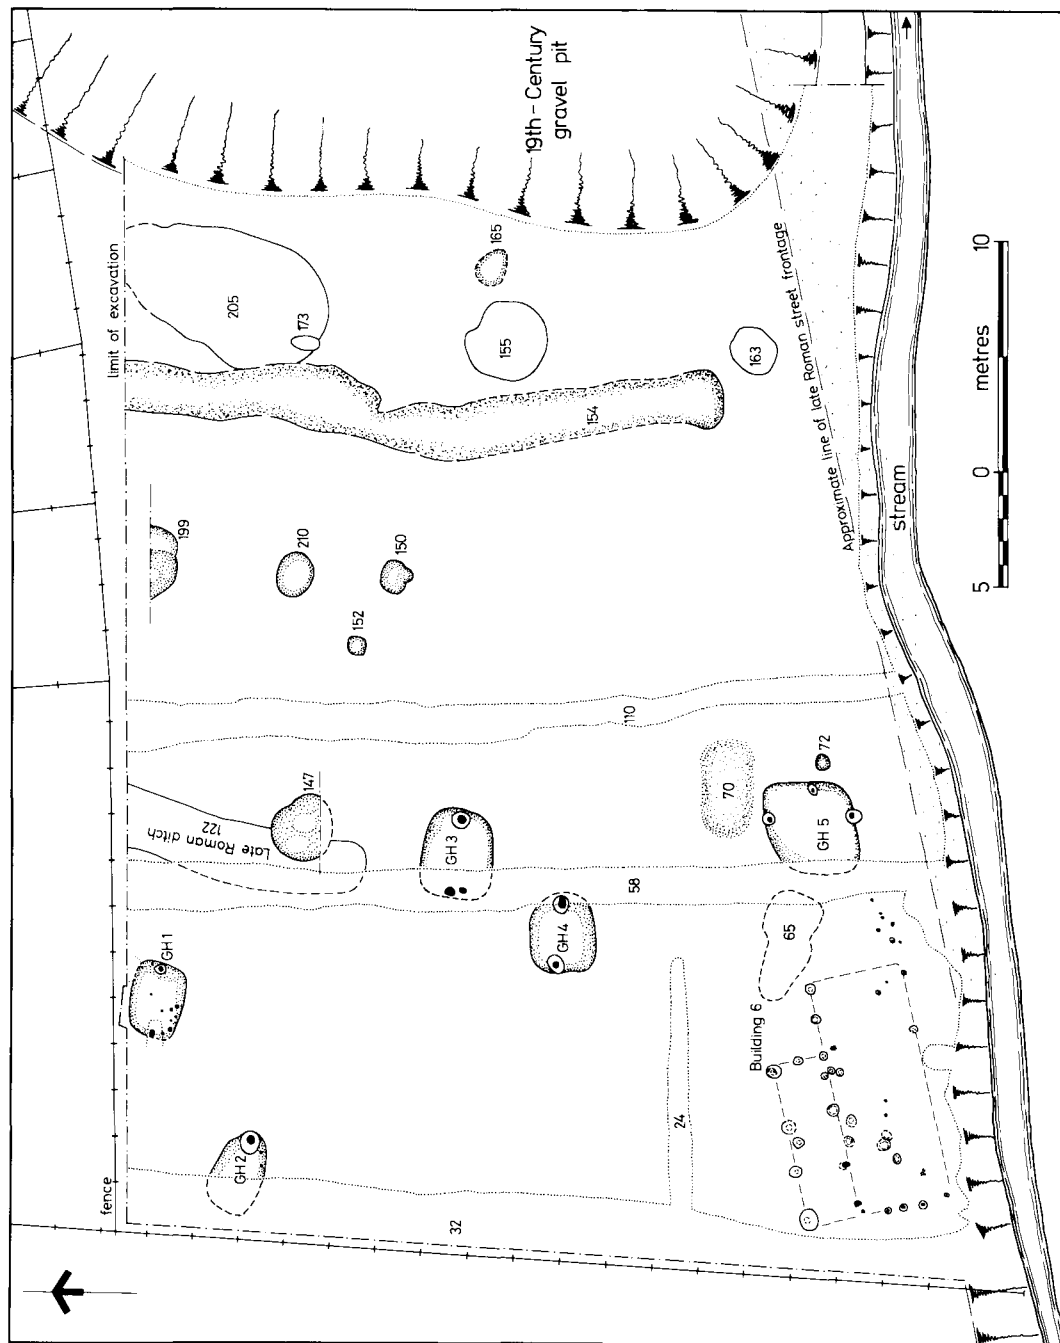 19th-Century
gravel pit
limit of excavation
205
173
165
155
163
154
Approximate line of late Roman street frontage
10
metres
0
5
stream
199
210
150
152
110
147
Late Roman ditch
122
GH 3
70
72
GH 5
58
GH 4
65
GH 1
Building 6
24
GH 2
fence
32